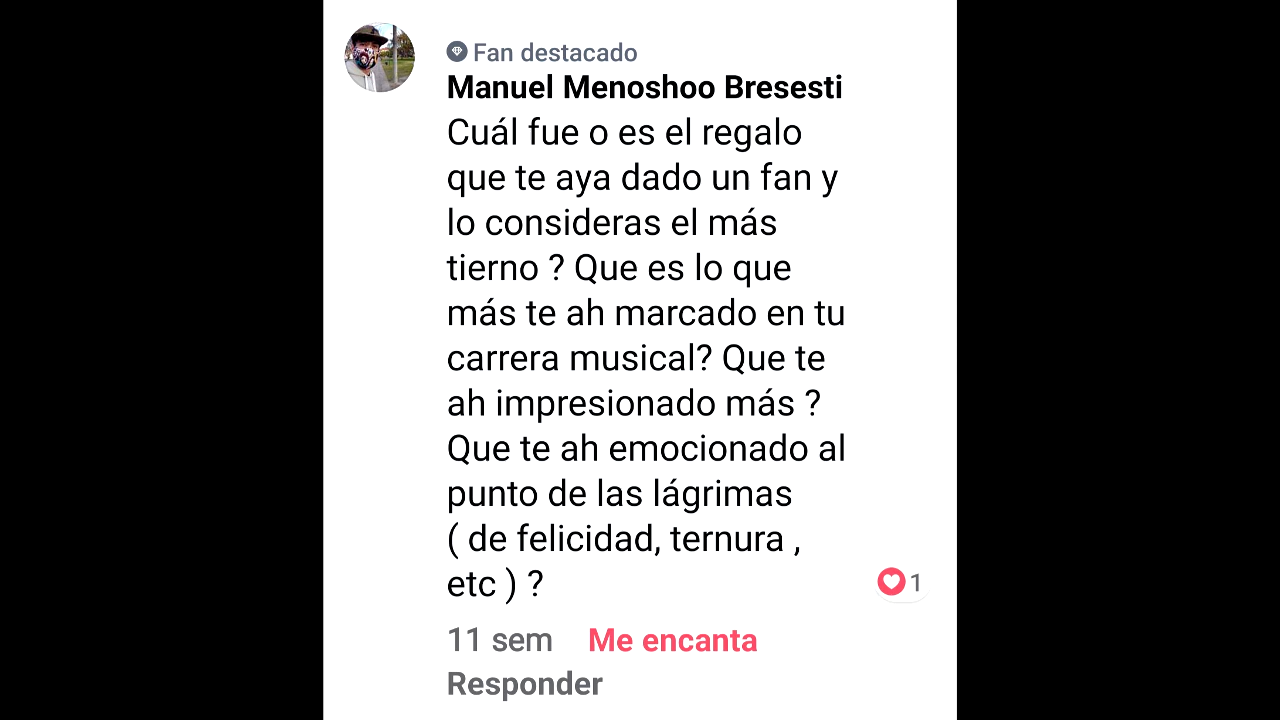 Fan destacado
Manuel Menoshoo Bresesti
Cuál fue o es el regalo
que te aya dado un fan y
lo consideras el más
tierno ? Que es lo que
más te ah marcado en tu
carrera musical? Que te
ah impresionado más ?
Que te ah emocionado al
punto de las lágrimas
( de felicidad, ternura ,
etc ) ?
1
11 sem Me encanta
Responder